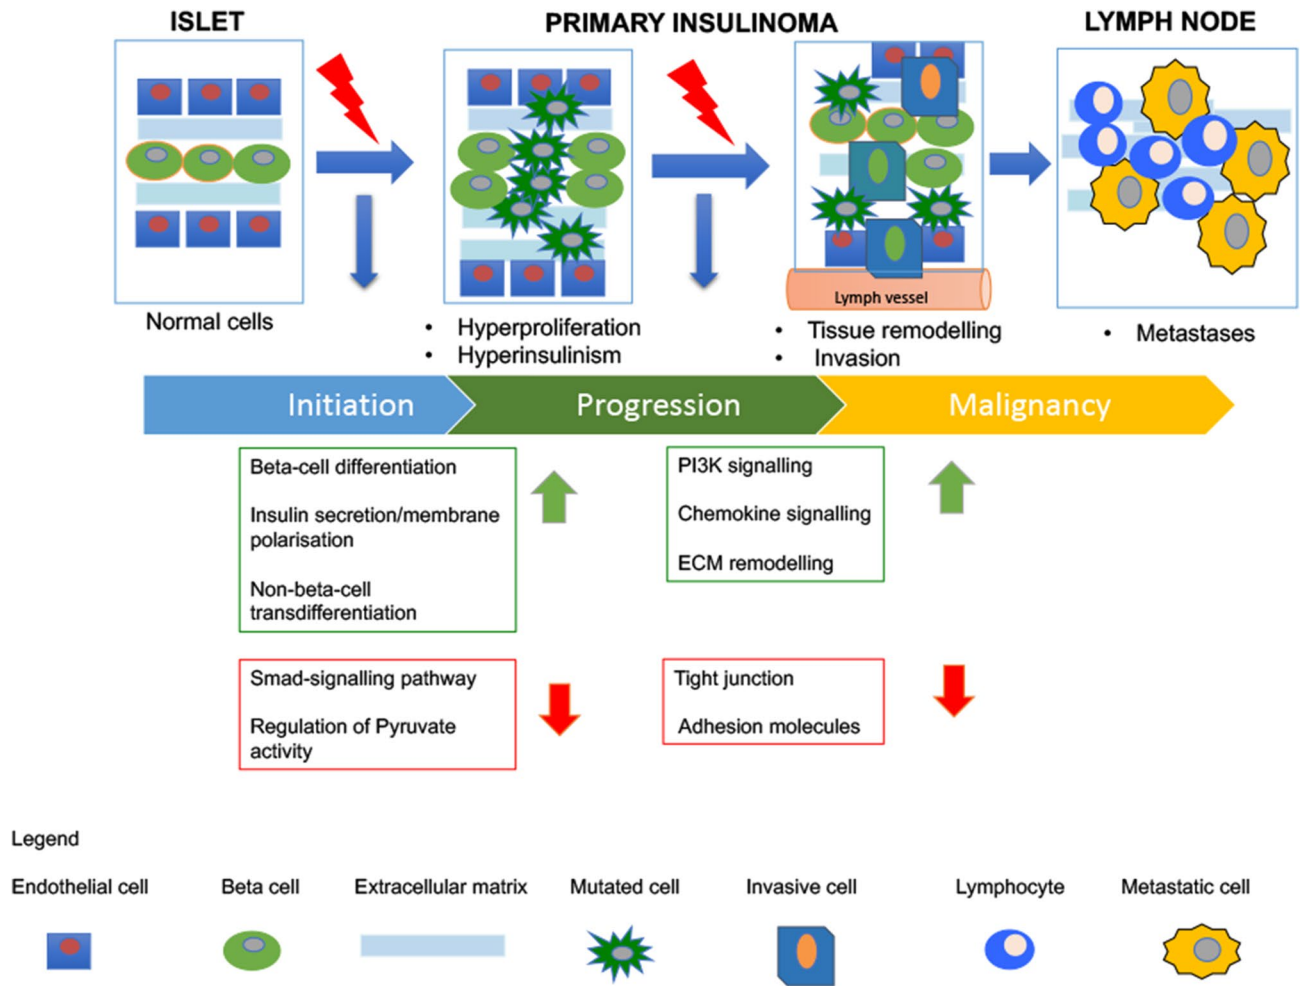 ISLET
PRIMARY INSULINOMA
LYMPH NODE
Lymph vessel
Normal cells
• Hyperproliferation
• Hyperinsulinism
• Tissue remodelling
• Invasion
• Metastases
Initiation
Progression
Malignancy
Beta-cell differentiation
Insulin secretion/membrane
polarisation
Non-beta-cell
transdifferentiation
PI3K signalling
Chemokine signalling
ECM remodelling
Smad-signalling pathway
Regulation of Pyruvate
activity
Tight junction
Adhesion molecules
Legend
Endothelial cell
Beta cell
Extracellular matrix
Mutated cell
Invasive cell
Lymphocyte
Metastatic cell